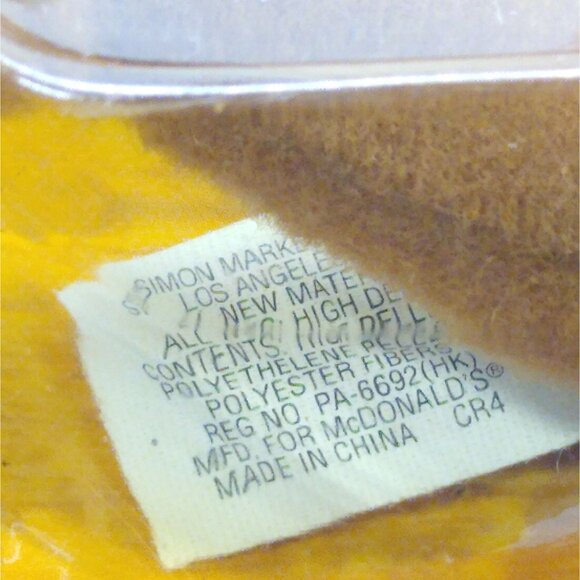 SIMON MARKE
LOS ANGELE
ALL NEW MATE
CONTENTS: HIGH DE
POLYETHELENE PELLE
POLYESTER FIBERS
REG NO. PA-6692(HK)
MFD. FOR McDONALD'S®
MADE IN CHINA CR4